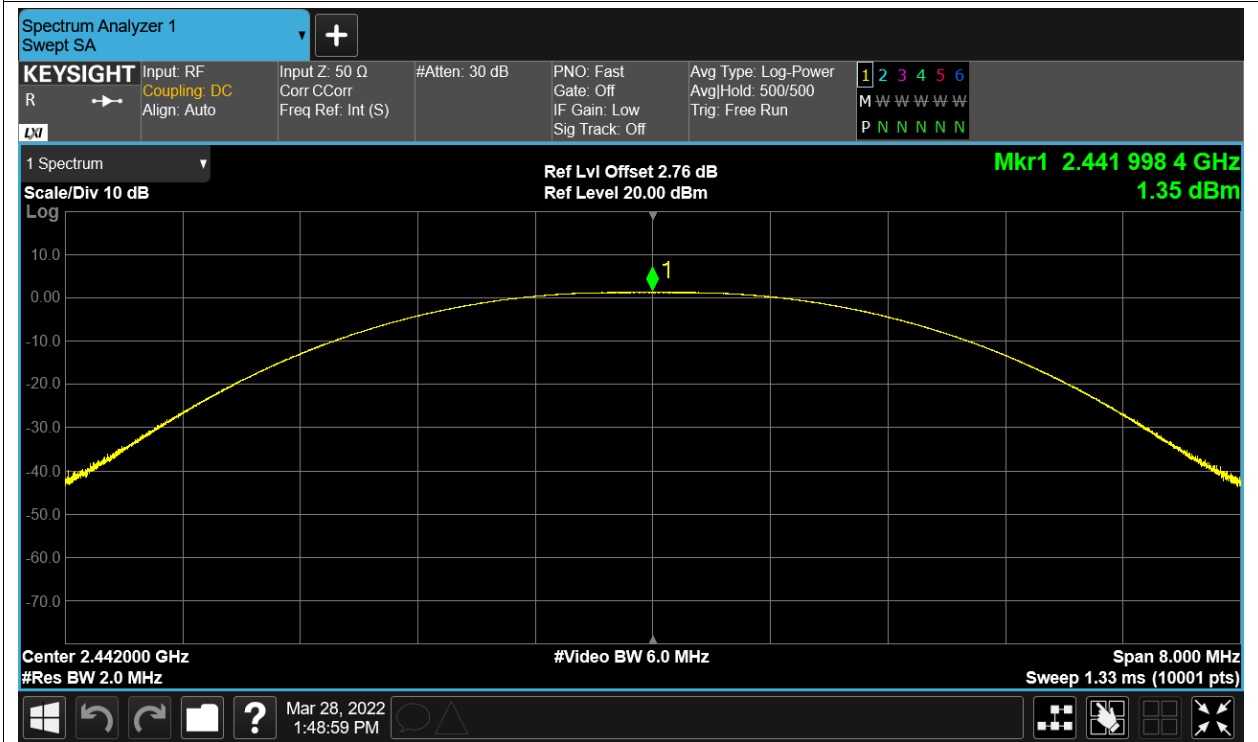 Spectrum Analyzer 1
Swept SA
+
KEYSIGHT
R
LXI
Input: RF
Coupling: DC
Align: Auto
Input Z: 50 Ω
Corr CCorr
Freq Ref: Int (S)
#Atten: 30 dB
PNO: Fast
Gate: Off
IF Gain: Low
Sig Track: Off
Avg Type: Log-Power
Avg|Hold: 500/500
Trig: Free Run
1 2 3 4 5 6
M W W W W W
P N N N N N
1 Spectrum
Scale/Div 10 dB
Log
Ref Lvl Offset 2.76 dB
Ref Level 20.00 dBm
Mkr1 2.441 998 4 GHz
1.35 dBm
1
10.0
0.00
-10.0
-20.0
-30.0
-40.0
-50.0
-60.0
-70.0
Center 2.442000 GHz
#Res BW 2.0 MHz
#Video BW 6.0 MHz
Span 8.000 MHz
Sweep 1.33 ms (10001 pts)
?
Mar 28, 2022
1:48:59 PM